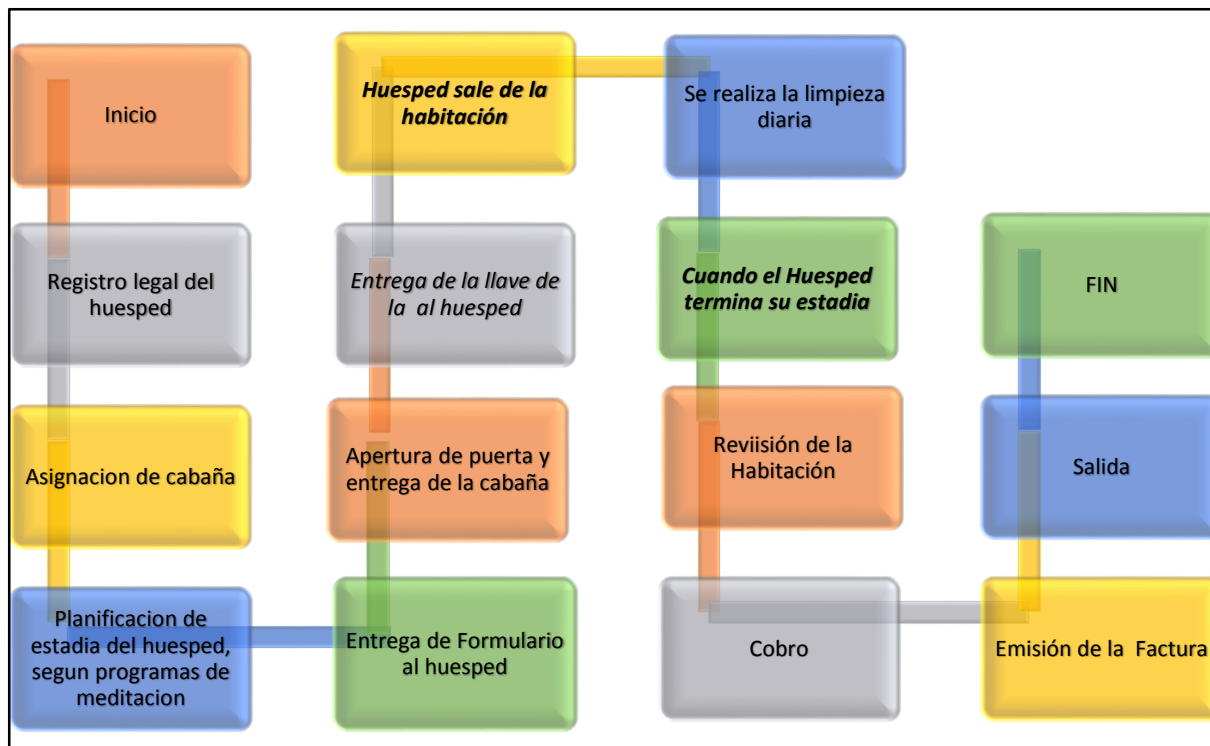 Inicio
Registro legal del
huesped
Asignacion de cabaña
Planificacion de
estadia del huesped,
segun programas de
meditacion
Entrega de Formulario
al huesped
Apertura de puerta y
entrega de la cabaña
Entrega de la llave de
la al huesped
Huesped sale de la
habitación
Se realiza la limpieza
diaria
Cuando el Huesped
termina su estadia
Reviisión de la
Habitación
Cobro
Emisión de la Factura
Salida
FIN